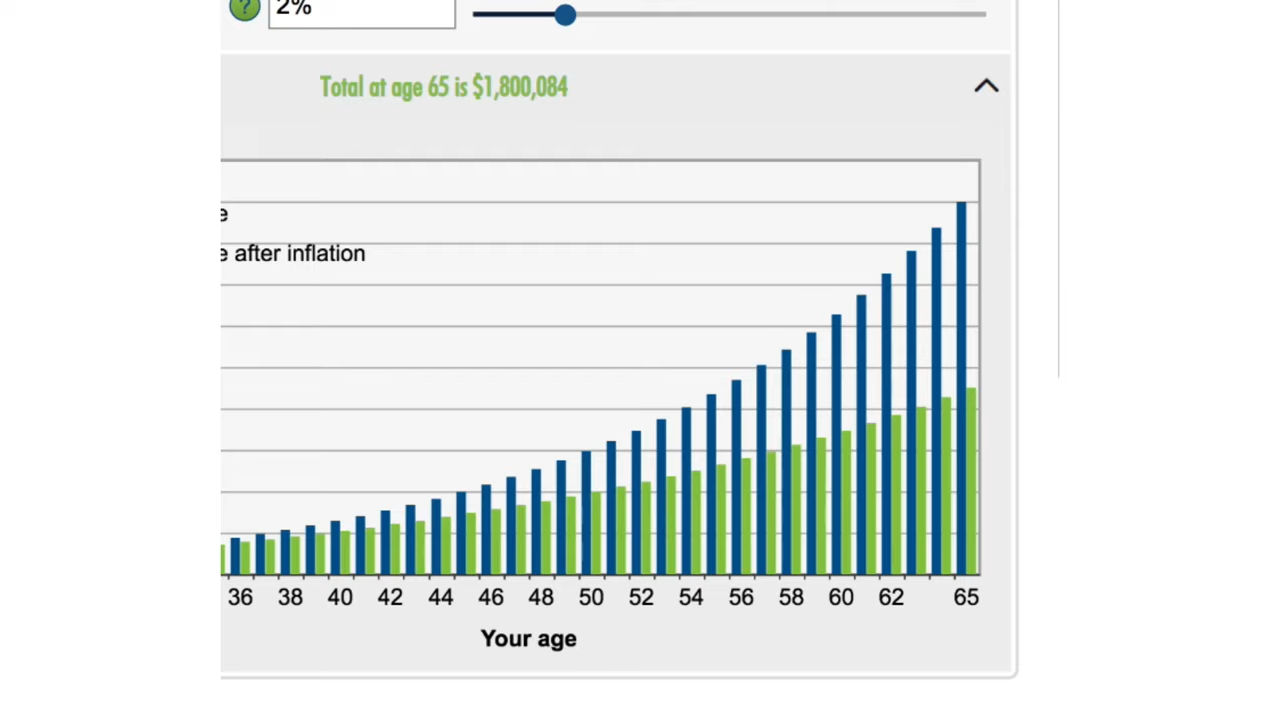 ? 2%
Total at age 65 is $1,800,084
e
e after inflation
36 38 40 42 44 46 48 50 52 54 56 58 60 62 65
Your age